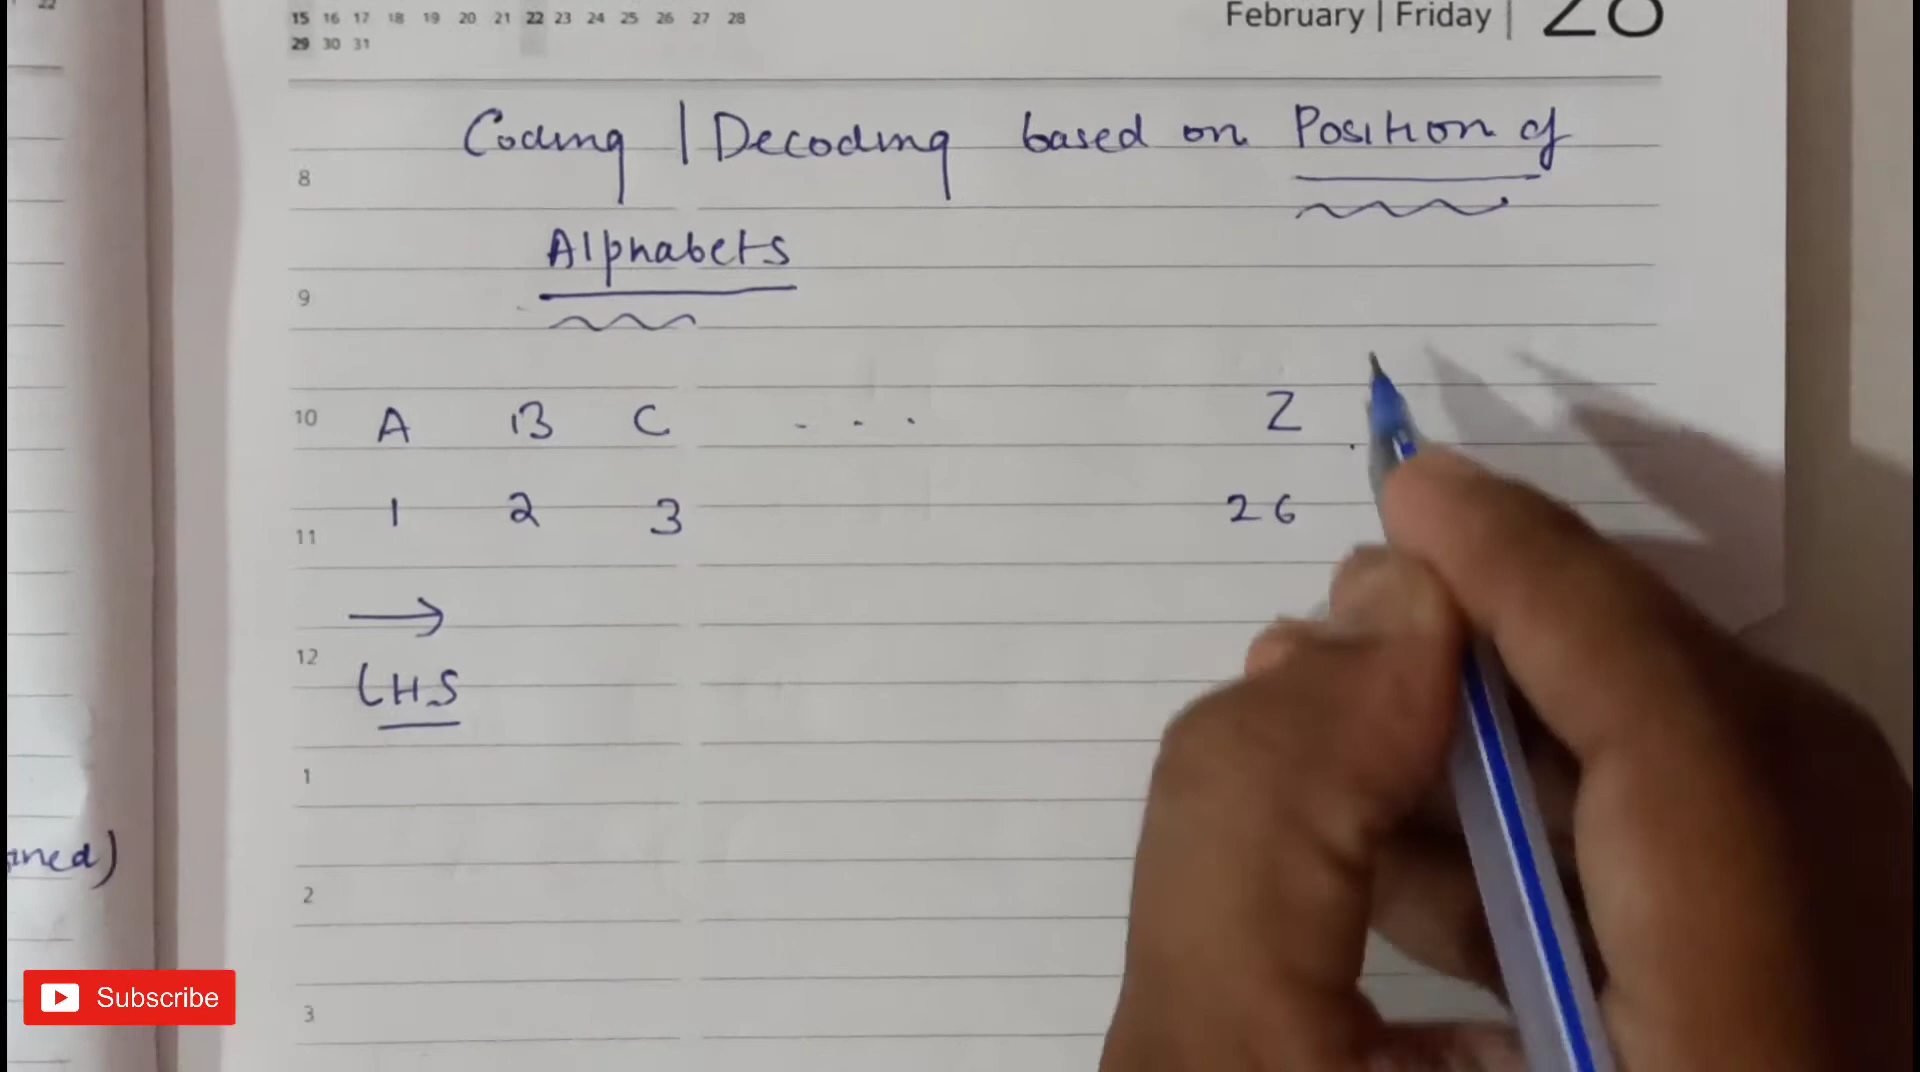 22
15 16 17 18 19 20 21 22 23 24 25 26 27 28
29 30 31
February | Friday | 28
Coding | Decoding based on Position of
8
Alphabets
9
10 A B C . . . Z
1 2 3 26
11
12
LHS
1
2
3
Subscribe